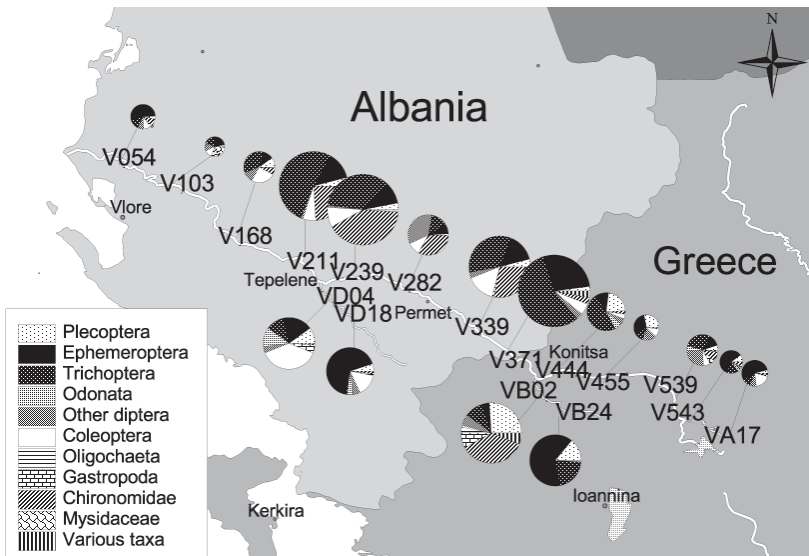 N
Albania
V054
V103
Vlore
V168
V211
Tepelene
V239
V282
Greece
VD04
VD18
Permet
V339
V371
Konitsa
V444
V455
V539
VB02
VB24
V543
VA17
Ioannina
Kerkira
Plecoptera
Ephemeroptera
Trichoptera
Odonata
Other diptera
Coleoptera
Oligochaeta
Gastropoda
Chironomidae
Mysidaceae
Various taxa